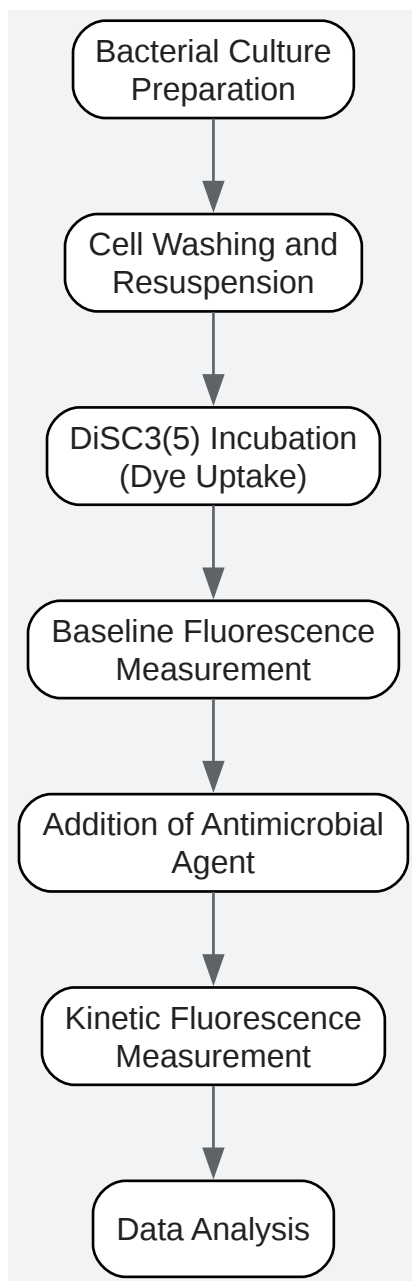 Bacterial Culture
Preparation
Cell Washing and
Resuspension
DiSC3(5) Incubation
(Dye Uptake)
Baseline Fluorescence
Measurement
Addition of Antimicrobial
Agent
Kinetic Fluorescence
Measurement
Data Analysis